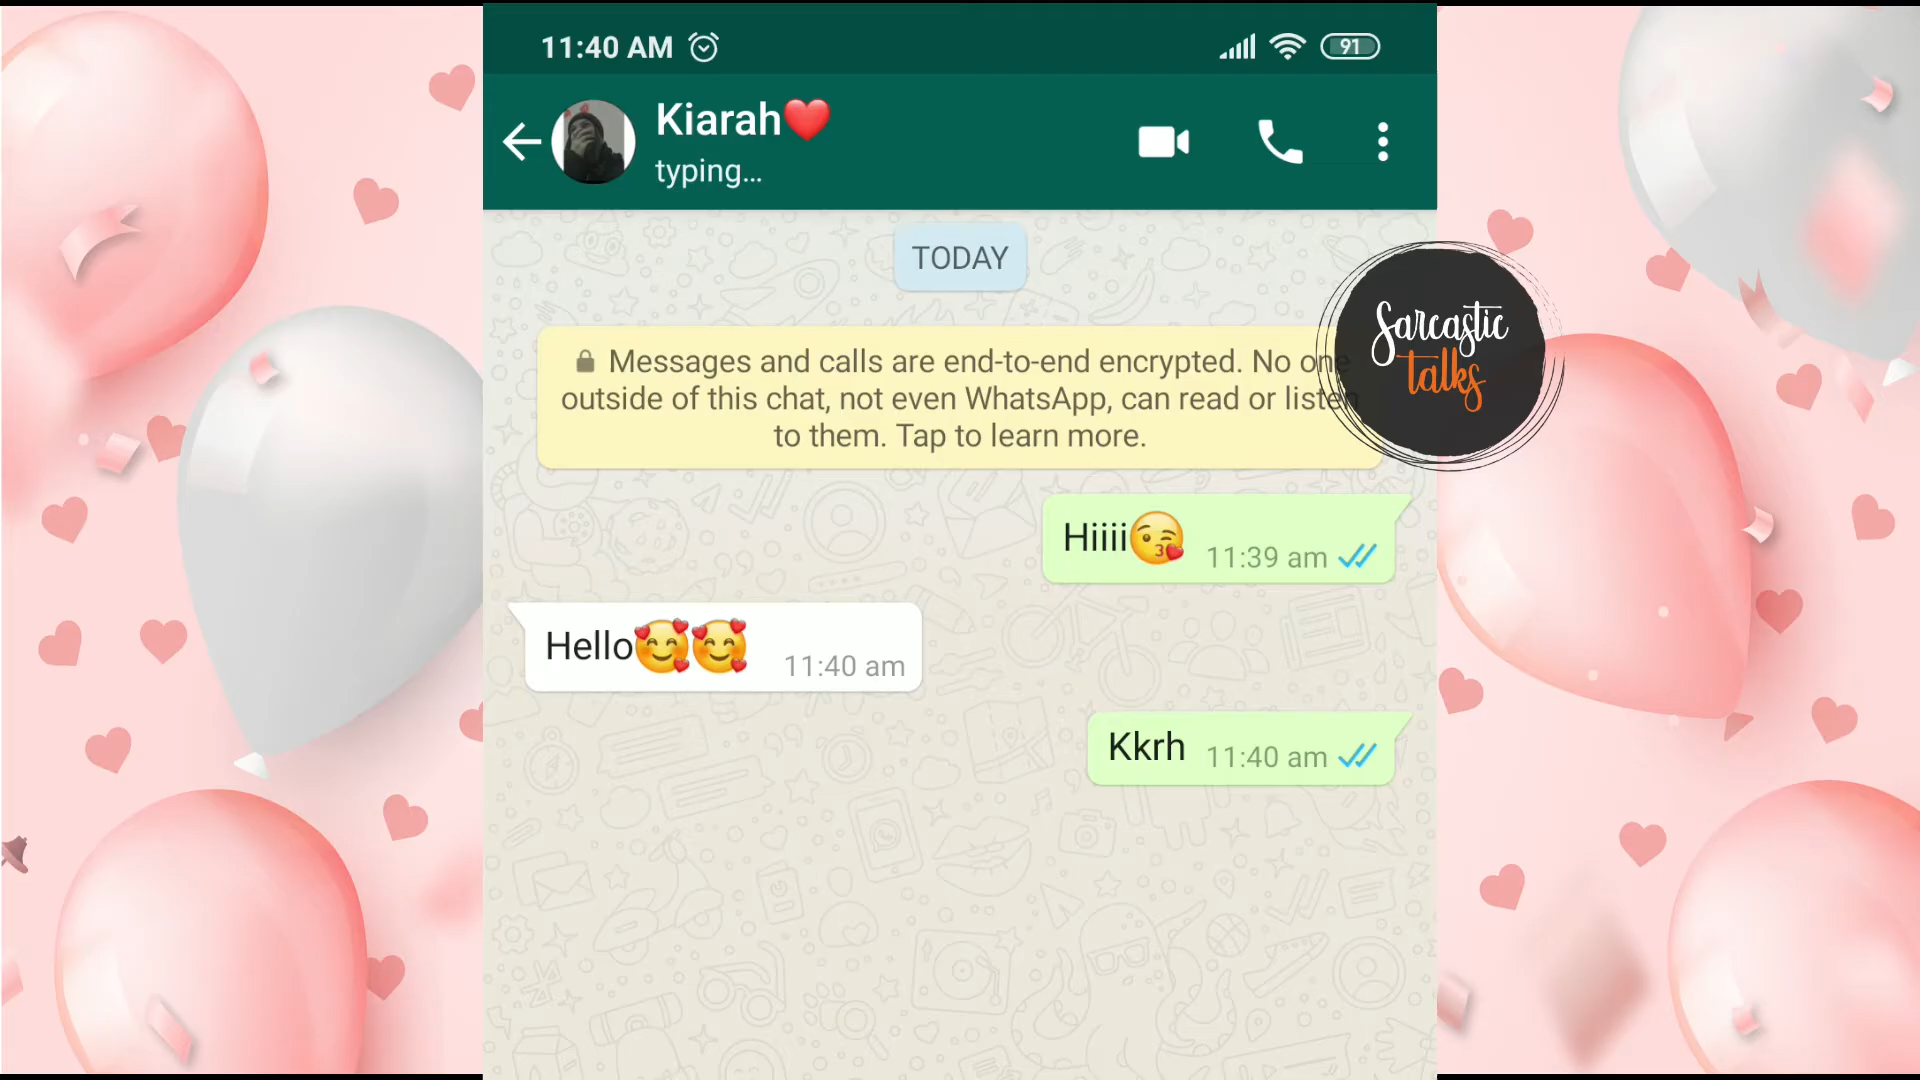 11:40 AM
91
Kiarah❤️
typing...
TODAY
Messages and calls are end-to-end encrypted. No one
outside of this chat, not even WhatsApp, can read or listen
to them. Tap to learn more.
Sarcastic
talks
Hiiii😘 11:39 am
Hello🥰🥰 11:40 am
Kkrh 11:40 am